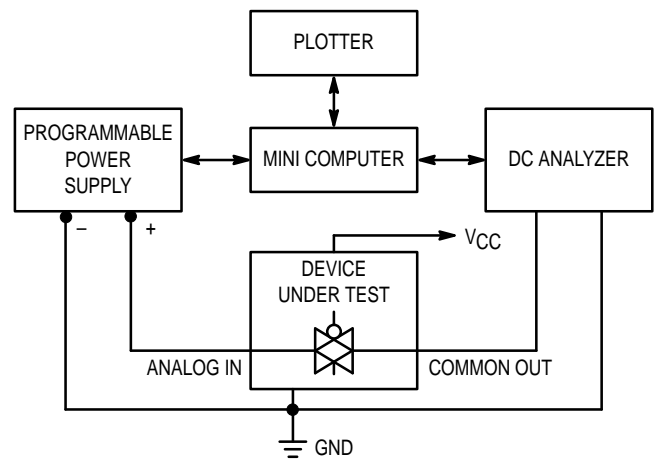 PLOTTER
PROGRAMMABLE
POWER
SUPPLY
MINI COMPUTER
DC ANALYZER
– +
VCC
DEVICE
UNDER TEST
ANALOG IN
COMMON OUT
GND